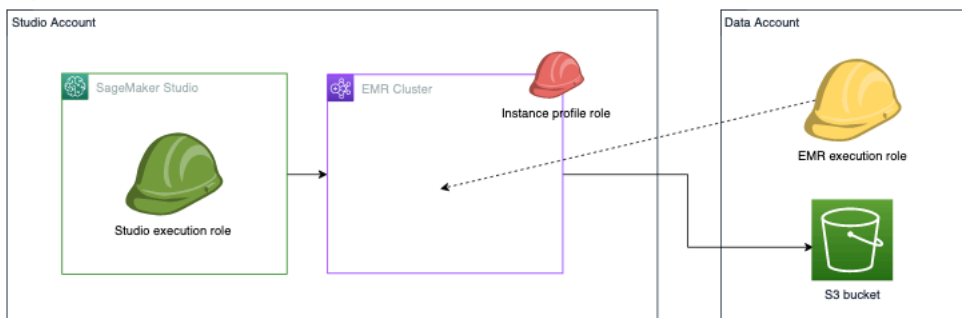 Studio Account
Data Account
SageMaker Studio
EMR Cluster
Instance profile role
EMR execution role
Studio execution role
S3 bucket